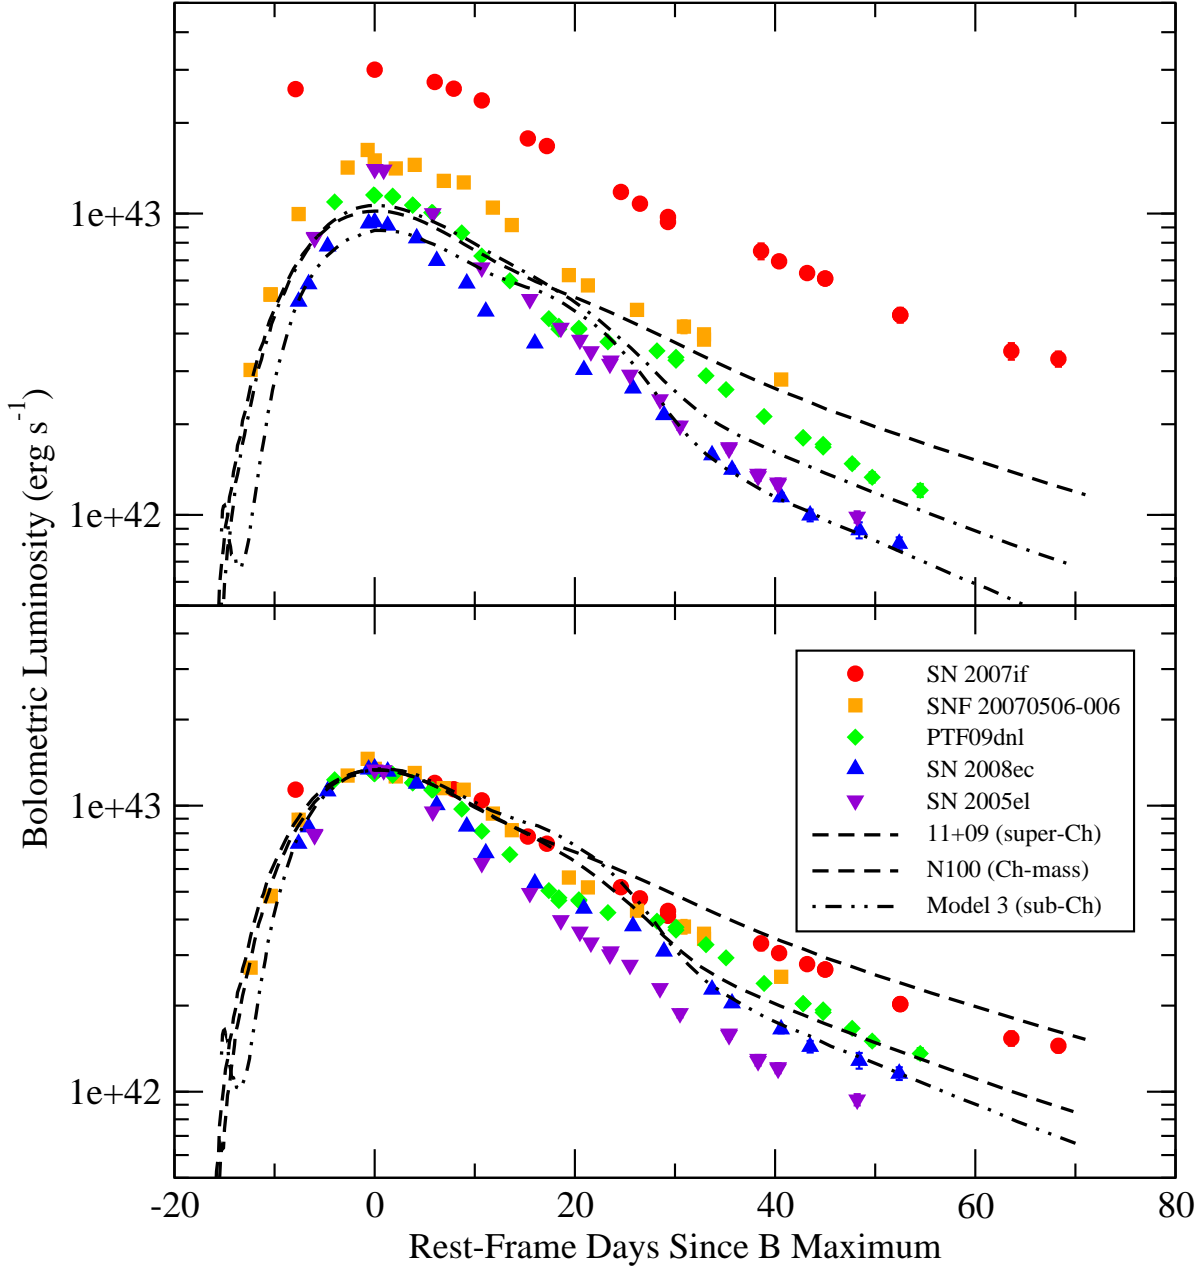 1e+43
1e+42
Bolometric Luminosity (erg s⁻¹)
SN 2007if
SNF 20070506-006
PTF09dnl
SN 2008ec
SN 2005el
11+09 (super-Ch)
N100 (Ch-mass)
Model 3 (sub-Ch)
1e+43
1e+42
-20 0 20 40 60 80
Rest-Frame Days Since B Maximum